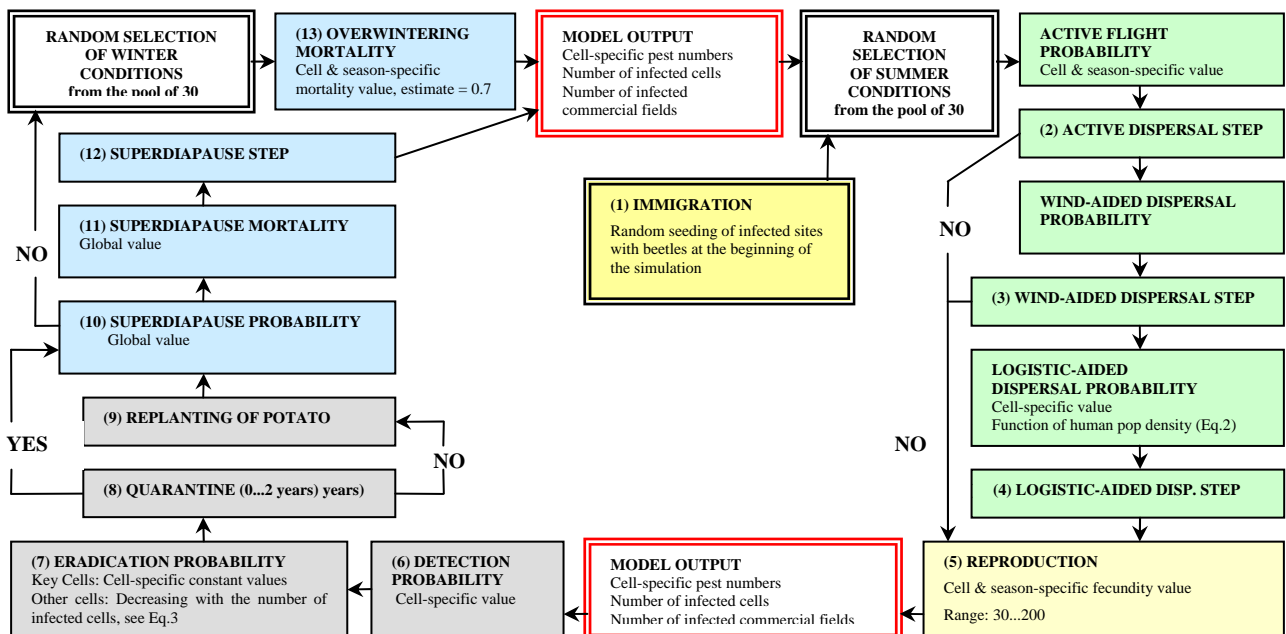 RANDOM SELECTION
OF WINTER
CONDITIONS
from the pool of 30
(13) OVERWINTERING
MORTALITY
Cell & season-specific
mortality value, estimate = 0.7
MODEL OUTPUT
Cell-specific pest numbers
Number of infected cells
Number of infected
commercial fields
RANDOM
SELECTION
OF SUMMER
CONDITIONS
from the pool of 30
ACTIVE FLIGHT
PROBABILITY
Cell & season-specific value
(2) ACTIVE DISPERSAL STEP
WIND-AIDED DISPERSAL
PROBABILITY
NO
(3) WIND-AIDED DISPERSAL STEP
LOGISTIC-AIDED
DISPERSAL PROBABILITY
Cell-specific value
Function of human pop density (Eq.2)
NO
(4) LOGISTIC-AIDED DISP. STEP
(1) IMMIGRATION
Random seeding of infected sites
with beetles at the beginning of
the simulation
(12) SUPERDIAPAUSE STEP
(11) SUPERDIAPAUSE MORTALITY
Global value
NO
(10) SUPERDIAPAUSE PROBABILITY
Global value
(9) REPLANTING OF POTATO
YES
NO
(8) QUARANTINE (0...2 years) years)
(7) ERADICATION PROBABILITY
Key Cells: Cell-specific constant values
Other cells: Decreasing with the number of
infected cells, see Eq.3
(6) DETECTION
PROBABILITY
Cell-specific value
MODEL OUTPUT
Cell-specific pest numbers
Number of infected cells
Number of infected commercial fields
(5) REPRODUCTION
Cell & season-specific fecundity value
Range: 30...200